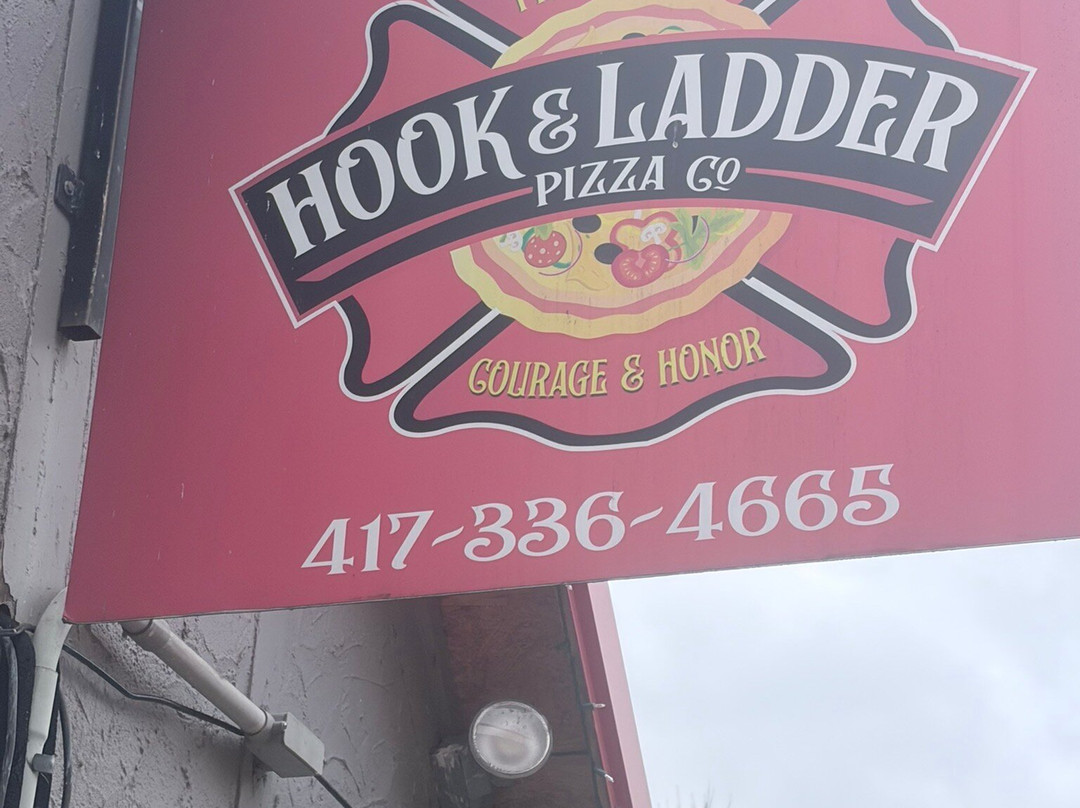 HOOK & LADDER
PIZZA CO
COURAGE & HONOR
417-336-4665